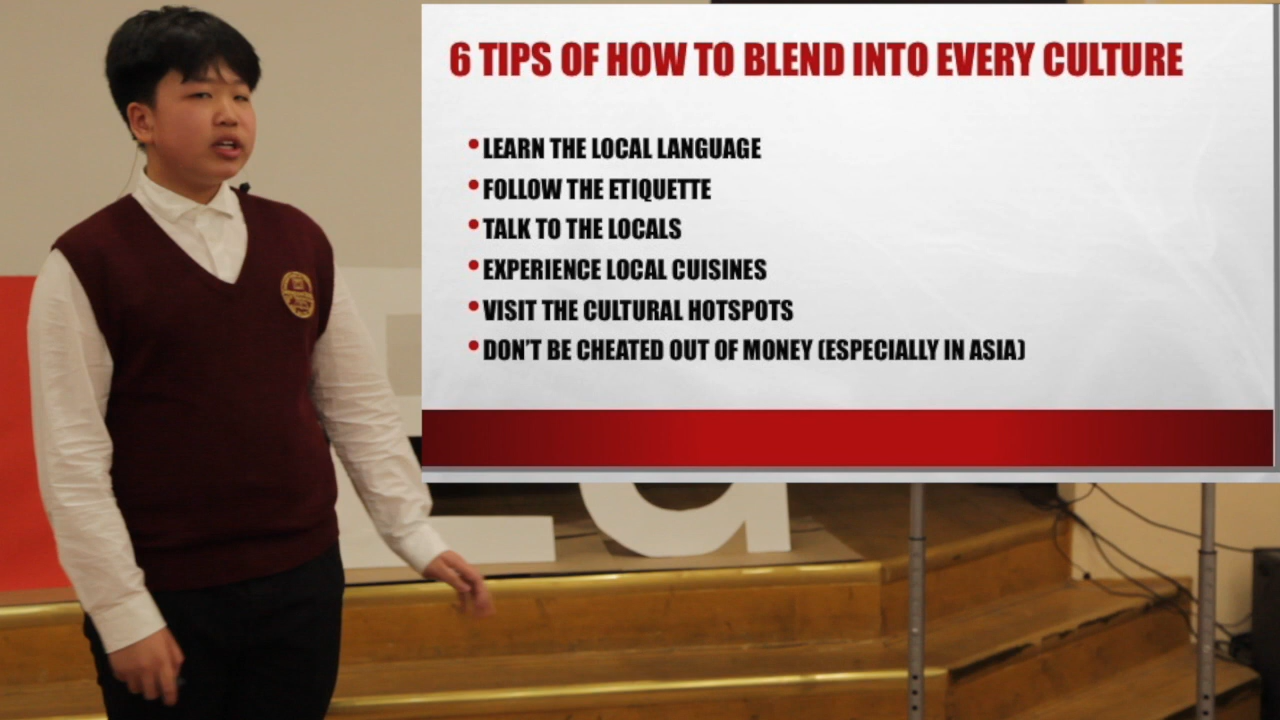 6 TIPS OF HOW TO BLEND INTO EVERY CULTURE
•LEARN THE LOCAL LANGUAGE
•FOLLOW THE ETIQUETTE
•TALK TO THE LOCALS
•EXPERIENCE LOCAL CUISINES
•VISIT THE CULTURAL HOTSPOTS
•DON'T BE CHEATED OUT OF MONEY (ESPECIALLY IN ASIA)